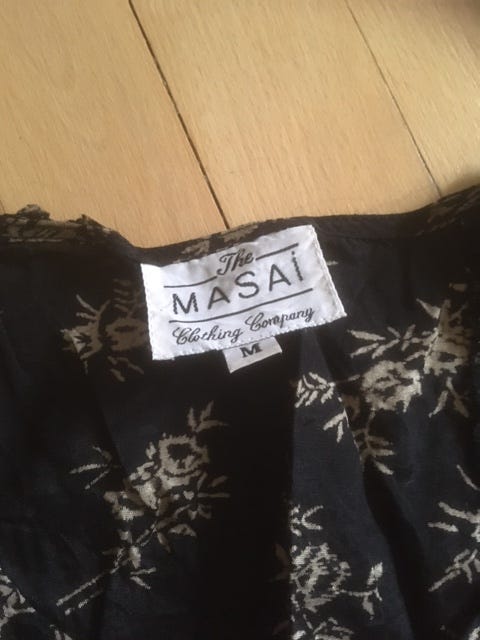 The
MASAi
Clothing Company
M